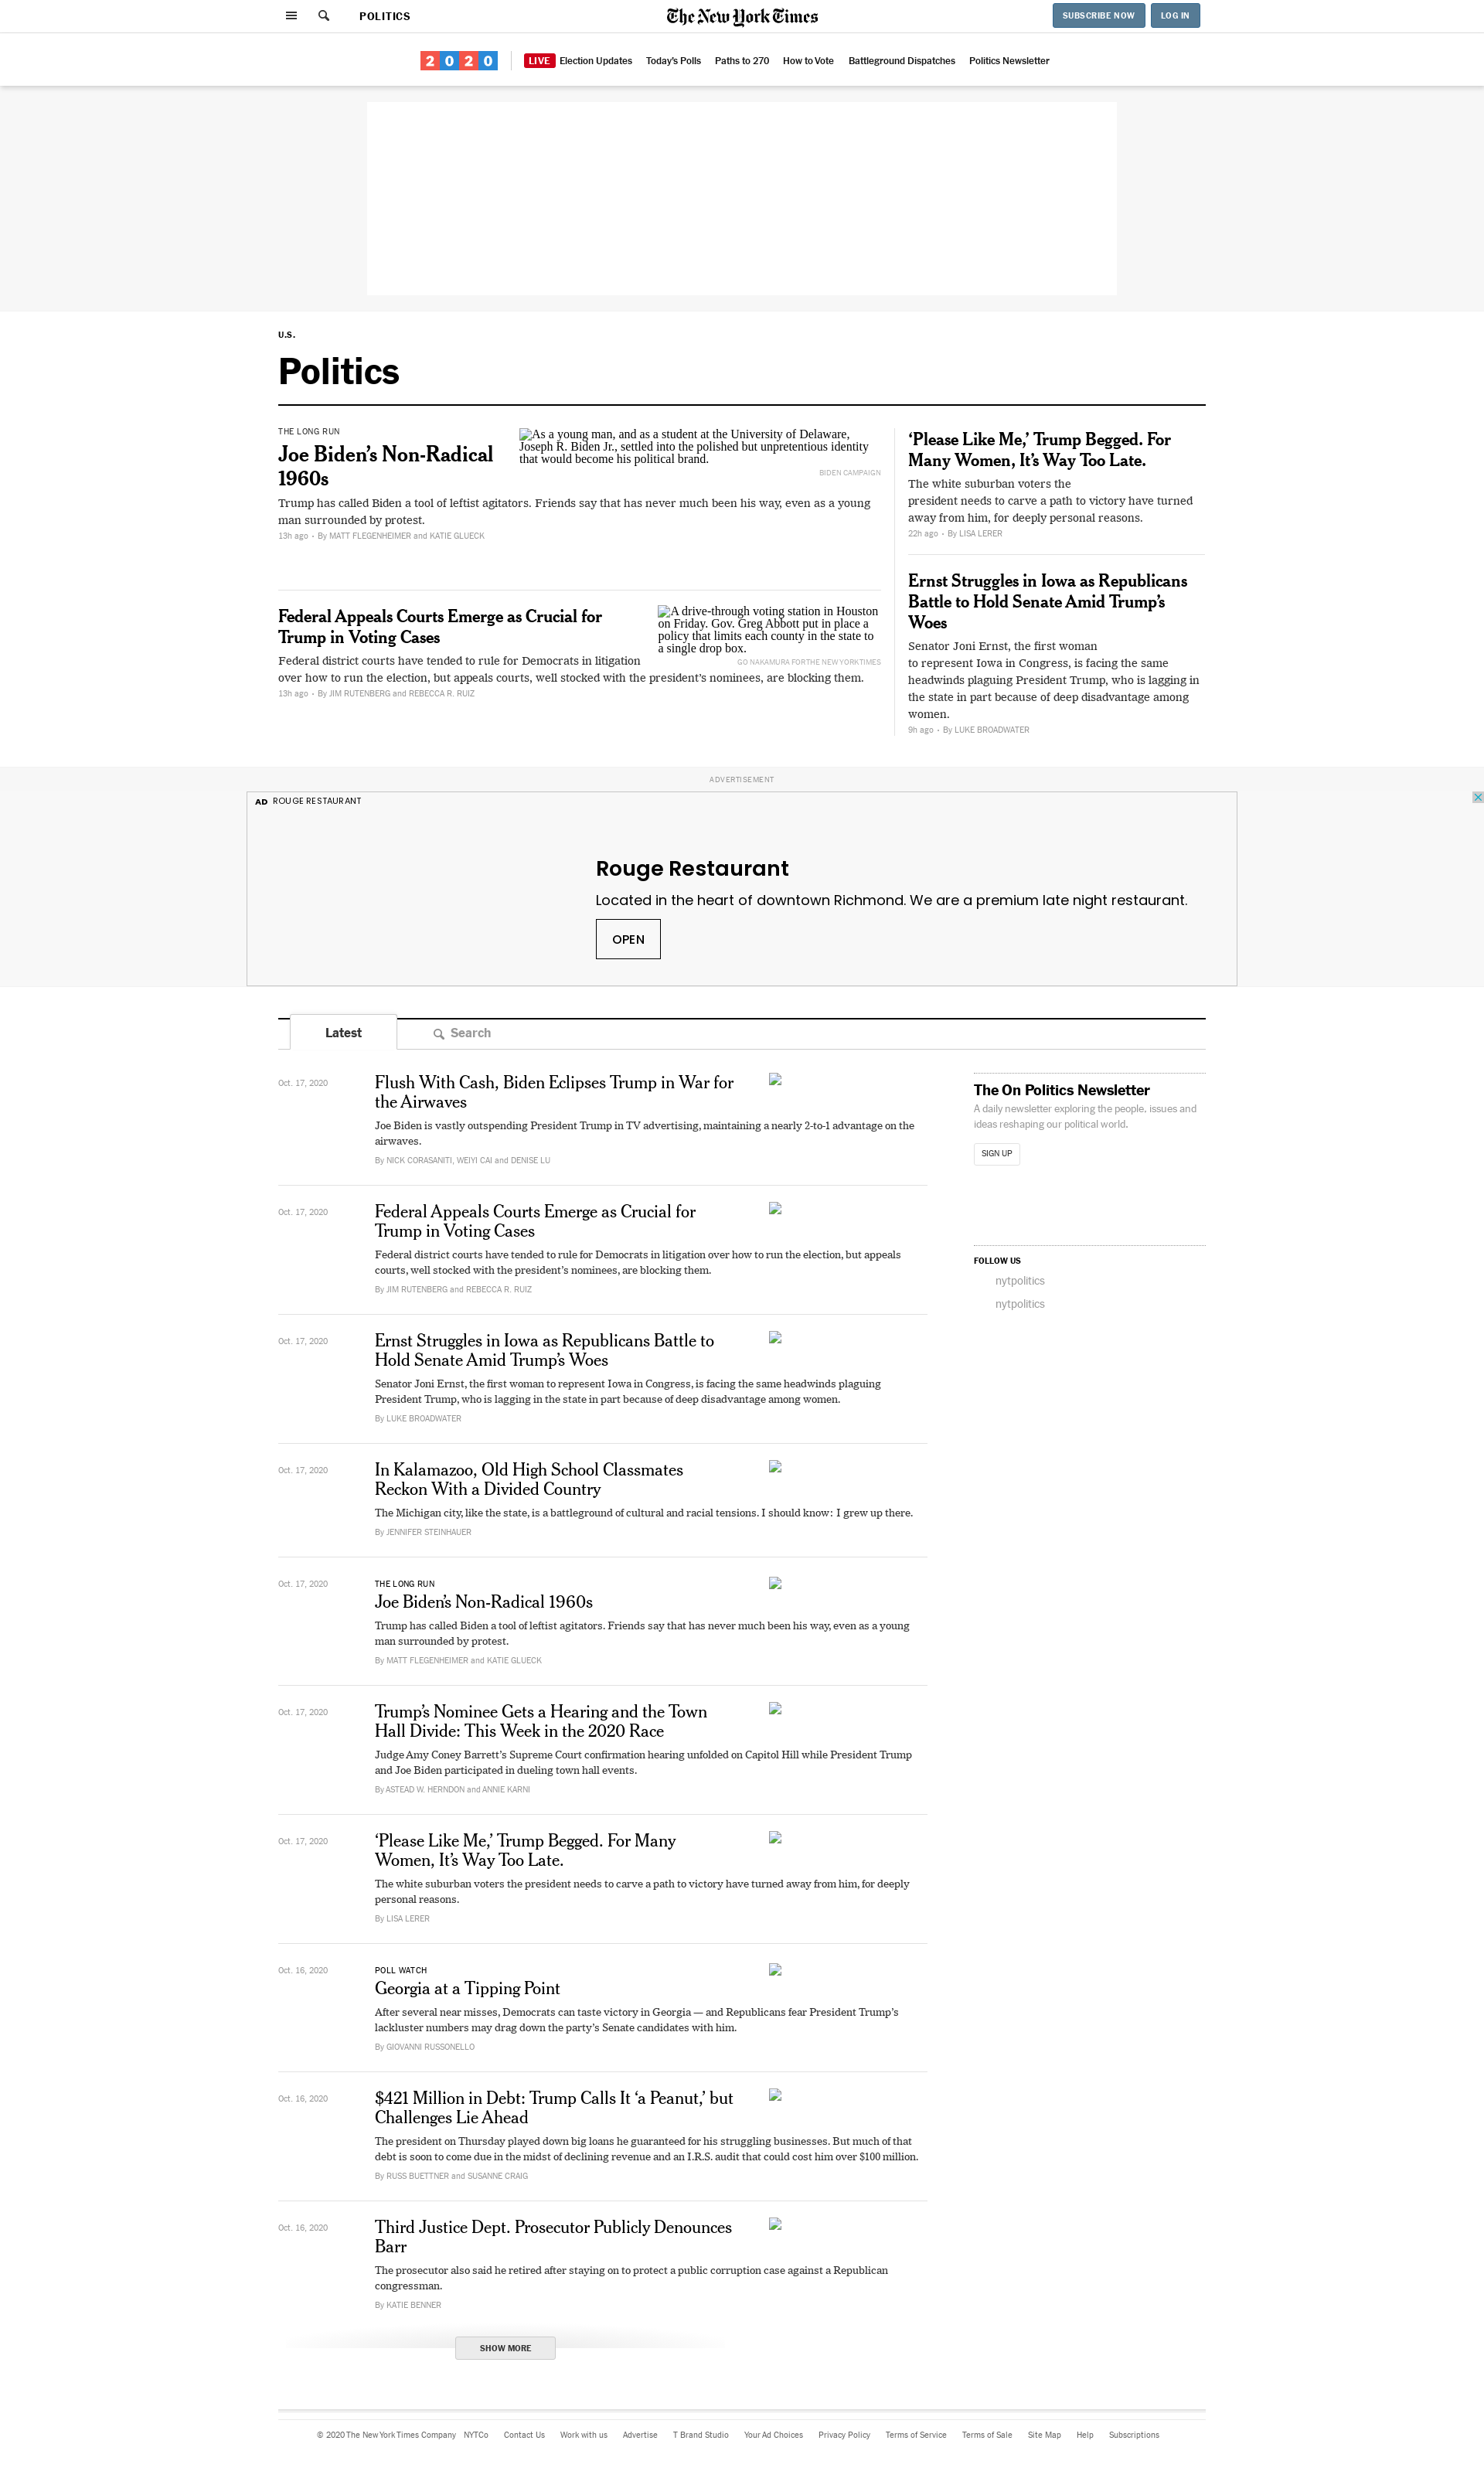 POLITICS
The New York Times
SUBSCRIBE NOW
LOG IN
2020
LIVE Election Updates
Today's Polls
Paths to 270
How to Vote
Battleground Dispatches
Politics Newsletter
U.S.
Politics
THE LONG RUN
Joe Biden’s Non-Radical
1960s
As a young man, and as a student at the University of Delaware,
Joseph R. Biden Jr., settled into the polished but unpretentious identity
that would become his political brand.
BIDEN CAMPAIGN
Trump has called Biden a tool of leftist agitators. Friends say that has never much been his way, even as a young
man surrounded by protest.
13h ago • By MATT FLEGENHEIMER and KATIE GLUECK
Federal Appeals Courts Emerge as Crucial for
Trump in Voting Cases
A drive-through voting station in Houston
on Friday. Gov. Greg Abbott put in place a
policy that limits each county in the state to
a single drop box.
GO NAKAMURA FOR THE NEW YORK TIMES
Federal district courts have tended to rule for Democrats in litigation
over how to run the election, but appeals courts, well stocked with the president’s nominees, are blocking them.
13h ago • By JIM RUTENBERG and REBECCA R. RUIZ
‘Please Like Me,’ Trump Begged. For
Many Women, It’s Way Too Late.
The white suburban voters the
president needs to carve a path to victory have turned
away from him, for deeply personal reasons.
22h ago • By LISA LERER
Ernst Struggles in Iowa as Republicans
Battle to Hold Senate Amid Trump’s
Woes
Senator Joni Ernst, the first woman
to represent Iowa in Congress, is facing the same
headwinds plaguing President Trump, who is lagging in
the state in part because of deep disadvantage among
women.
9h ago • By LUKE BROADWATER
ADVERTISEMENT
AD ROUGE RESTAURANT
Rouge Restaurant
Located in the heart of downtown Richmond. We are a premium late night restaurant.
OPEN
Latest
Search
Oct. 17, 2020
Flush With Cash, Biden Eclipses Trump in War for
the Airwaves
Joe Biden is vastly outspending President Trump in TV advertising, maintaining a nearly 2-to-1 advantage on the
airwaves.
By NICK CORASANITI, WEIYI CAI and DENISE LU
Oct. 17, 2020
Federal Appeals Courts Emerge as Crucial for
Trump in Voting Cases
Federal district courts have tended to rule for Democrats in litigation over how to run the election, but appeals
courts, well stocked with the president’s nominees, are blocking them.
By JIM RUTENBERG and REBECCA R. RUIZ
Oct. 17, 2020
Ernst Struggles in Iowa as Republicans Battle to
Hold Senate Amid Trump’s Woes
Senator Joni Ernst, the first woman to represent Iowa in Congress, is facing the same headwinds plaguing
President Trump, who is lagging in the state in part because of deep disadvantage among women.
By LUKE BROADWATER
Oct. 17, 2020
In Kalamazoo, Old High School Classmates
Reckon With a Divided Country
The Michigan city, like the state, is a battleground of cultural and racial tensions. I should know: I grew up there.
By JENNIFER STEINHAUER
Oct. 17, 2020
THE LONG RUN
Joe Biden’s Non-Radical 1960s
Trump has called Biden a tool of leftist agitators. Friends say that has never much been his way, even as a young
man surrounded by protest.
By MATT FLEGENHEIMER and KATIE GLUECK
Oct. 17, 2020
Trump’s Nominee Gets a Hearing and the Town
Hall Divide: This Week in the 2020 Race
Judge Amy Coney Barrett’s Supreme Court confirmation hearing unfolded on Capitol Hill while President Trump
and Joe Biden participated in dueling town hall events.
By ASTEAD W. HERNDON and ANNIE KARNI
Oct. 17, 2020
‘Please Like Me,’ Trump Begged. For Many
Women, It’s Way Too Late.
The white suburban voters the president needs to carve a path to victory have turned away from him, for deeply
personal reasons.
By LISA LERER
Oct. 16, 2020
POLL WATCH
Georgia at a Tipping Point
After several near misses, Democrats can taste victory in Georgia — and Republicans fear President Trump’s
lackluster numbers may drag down the party’s Senate candidates with him.
By GIOVANNI RUSSONELLO
Oct. 16, 2020
$421 Million in Debt: Trump Calls It ‘a Peanut,’ but
Challenges Lie Ahead
The president on Thursday played down big loans he guaranteed for his struggling businesses. But much of that
debt is soon to come due in the midst of declining revenue and an I.R.S. audit that could cost him over $100 million.
By RUSS BUETTNER and SUSANNE CRAIG
Oct. 16, 2020
Third Justice Dept. Prosecutor Publicly Denounces
Barr
The prosecutor also said he retired after staying on to protect a public corruption case against a Republican
congressman.
By KATIE BENNER
SHOW MORE
The On Politics Newsletter
A daily newsletter exploring the people, issues and
ideas reshaping our political world.
SIGN UP
FOLLOW US
nytpolitics
nytpolitics
© 2020 The New York Times Company
NYTCo
Contact Us
Work with us
Advertise
T Brand Studio
Your Ad Choices
Privacy Policy
Terms of Service
Terms of Sale
Site Map
Help
Subscriptions